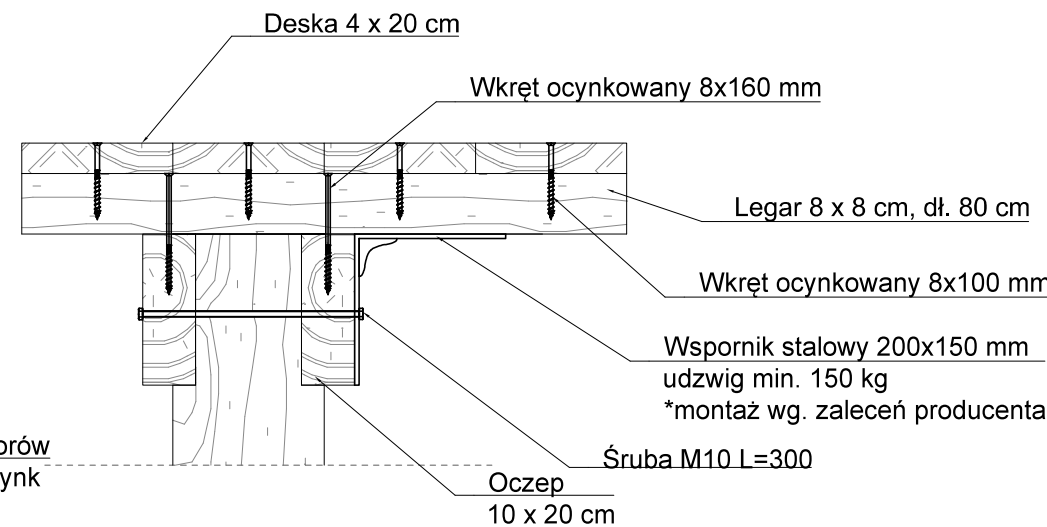 Deska 4 x 20 cm
Wkręt ocynkowany 8x160 mm
Legar 8 x 8 cm, dł. 80 cm
Wkręt ocynkowany 8x100 mm
Wspornik stalowy 200x150 mm
udzwig min. 150 kg
*montaż wg. zaleceń producenta
orów
ynk
Śruba M10 L=300
Oczep
10 x 20 cm